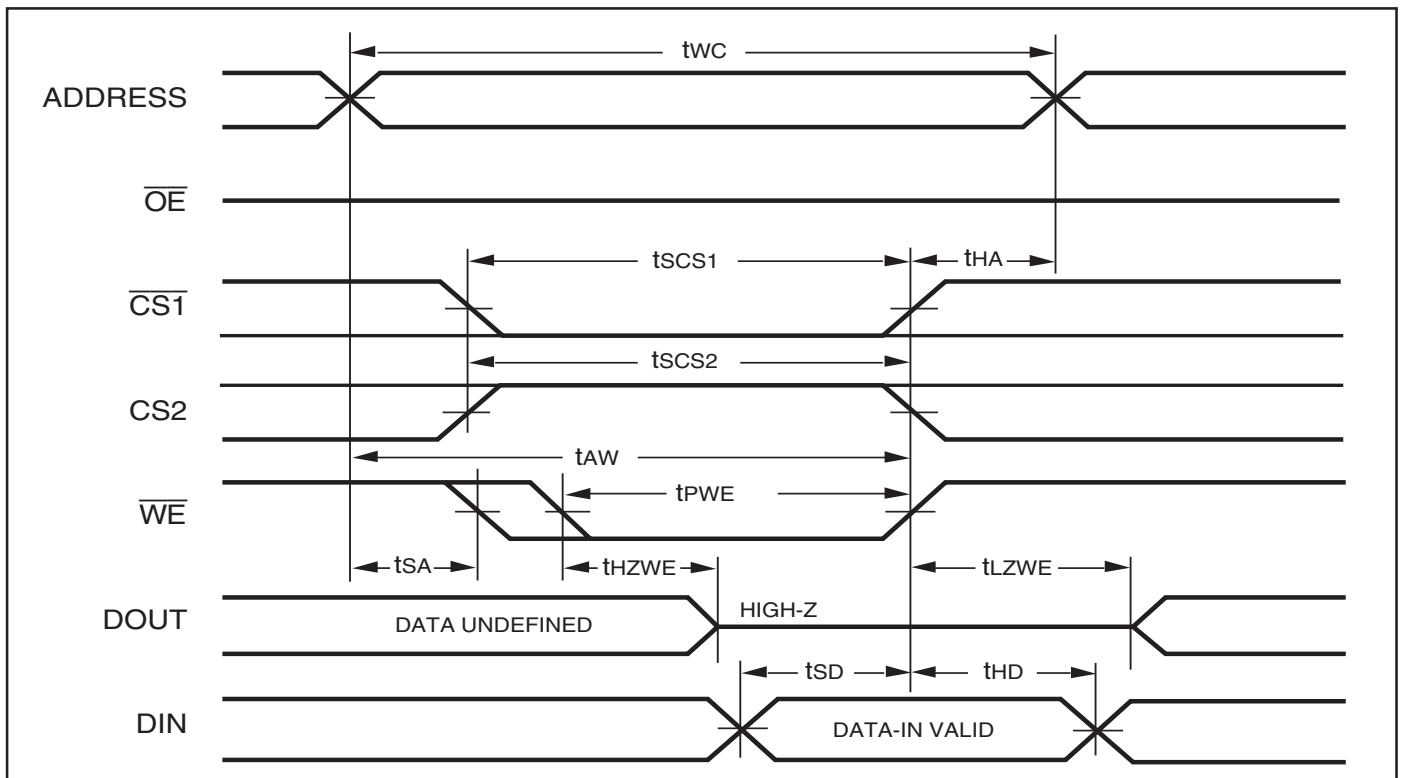 tWC
ADDRESS
OE
tSCS1
tHA
CS1
tSCS2
CS2
tAW
tPWE
WE
tSA
tHZWE
tLZWE
DOUT
DATA UNDEFINED
HIGH-Z
tSD
tHD
DIN
DATA-IN VALID